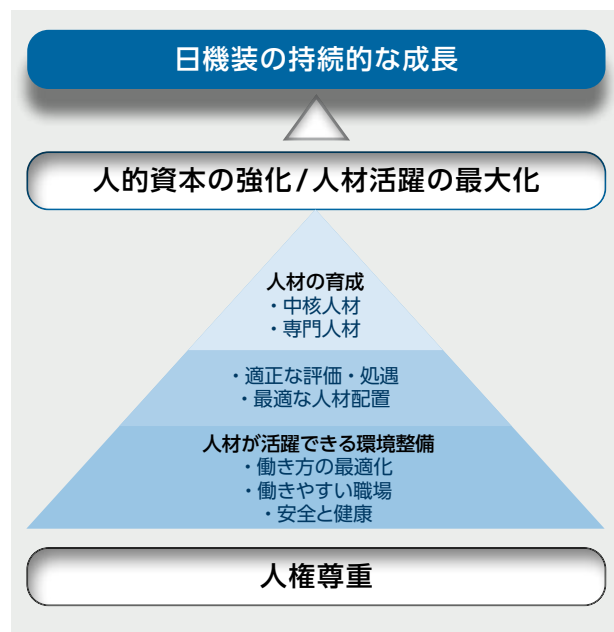 日機装の持続的な成長
人的資本の強化/人材活躍の最大化
人材の育成
・中核人材
・専門人材
・適正な評価・処遇
・最適な人材配置
人材が活躍できる環境整備
・働き方の最適化
・働きやすい職場
・安全と健康
人権尊重